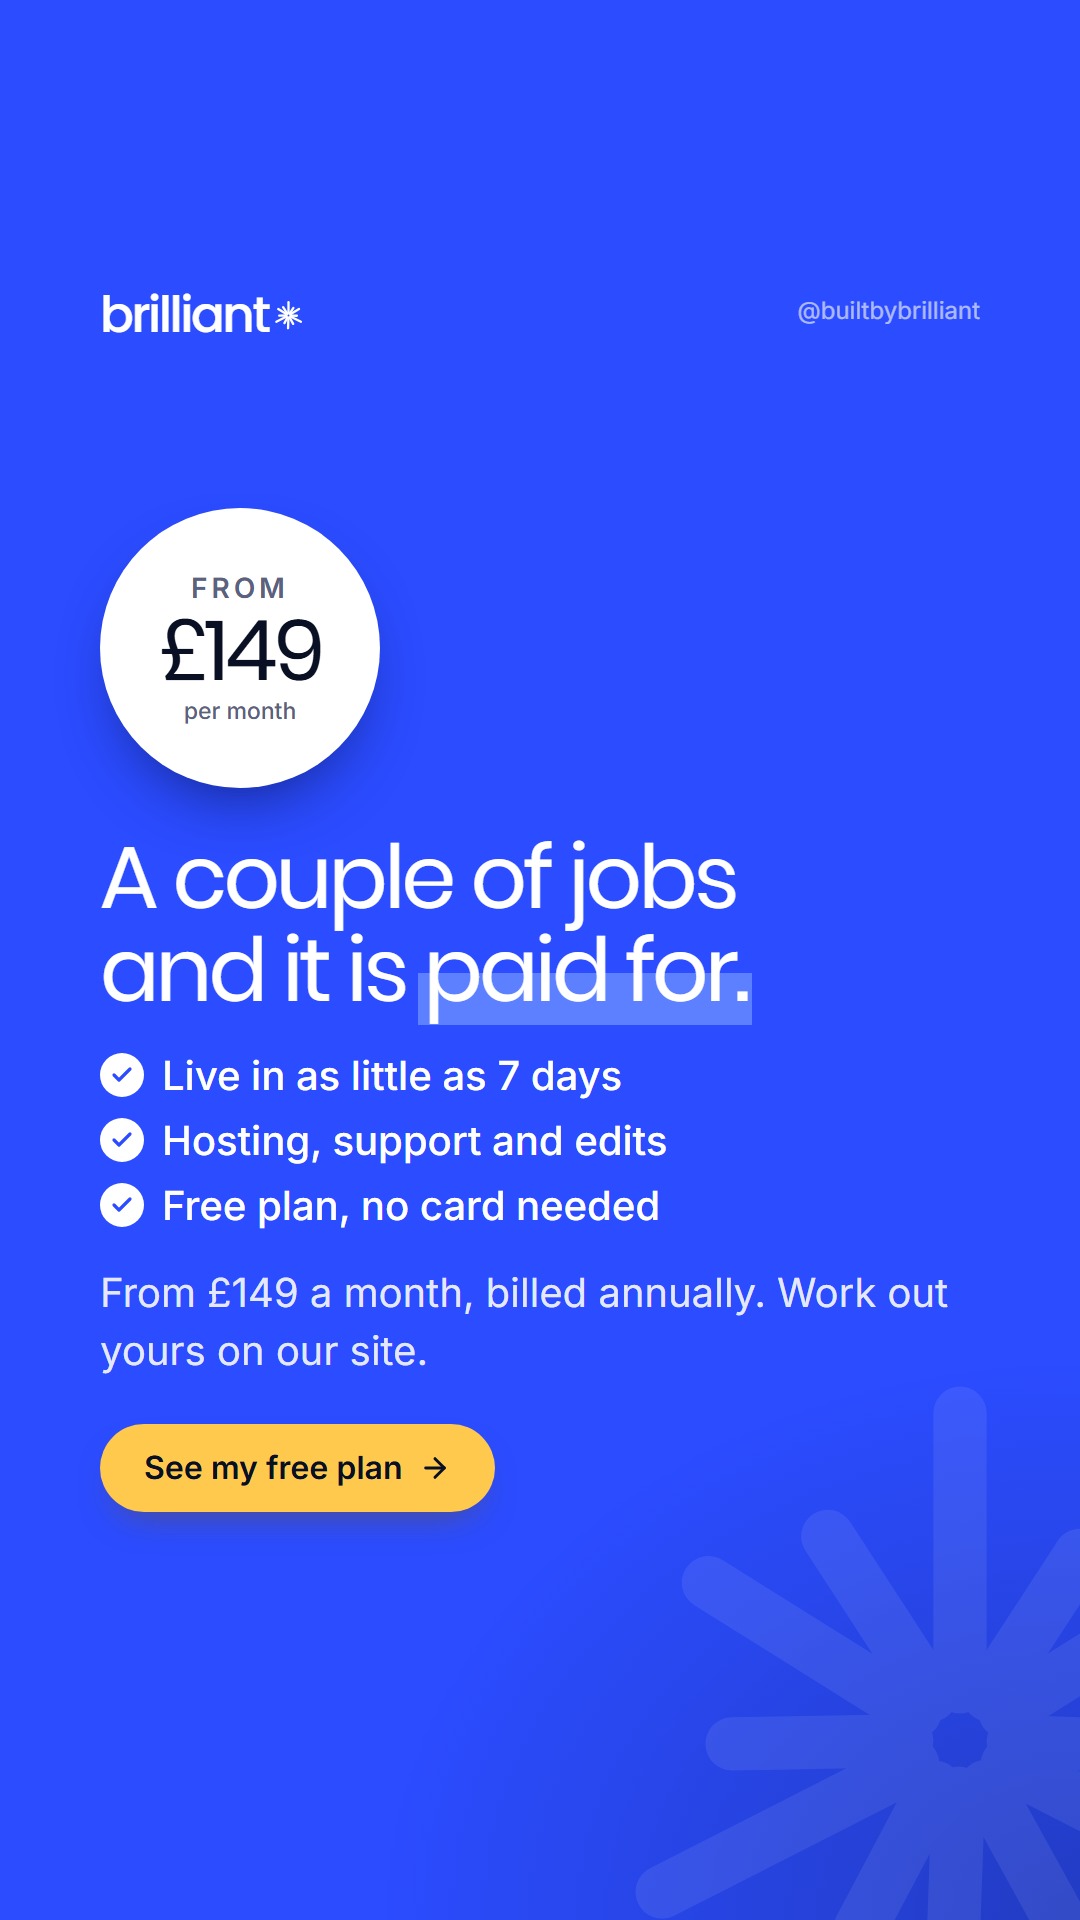 brilliant
@builtbybrilliant
FROM
£149
per month
A couple of jobs
and it is paid for.
Live in as little as 7 days
Hosting, support and edits
Free plan, no card needed
From £149 a month, billed annually. Work out
yours on our site.
See my free plan →